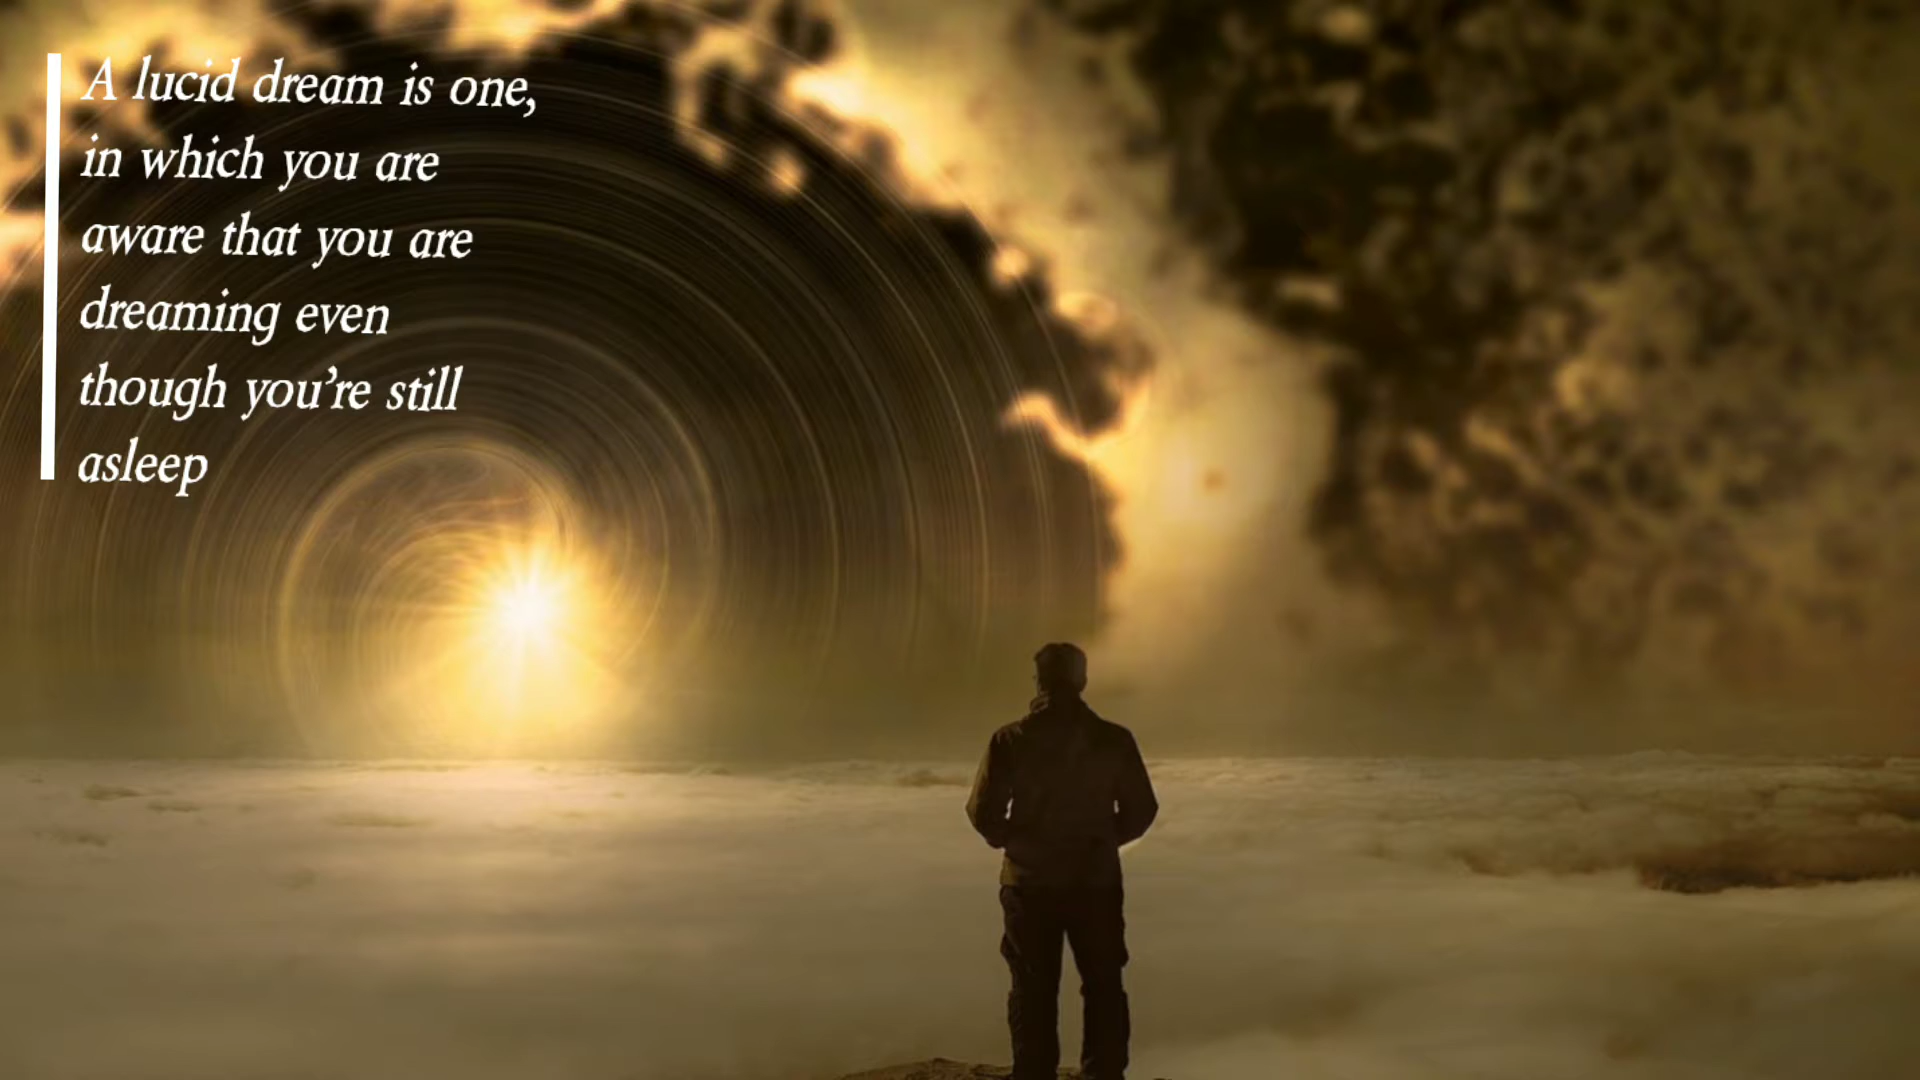 A lucid dream is one,
in which you are
aware that you are
dreaming even
though you're still
asleep